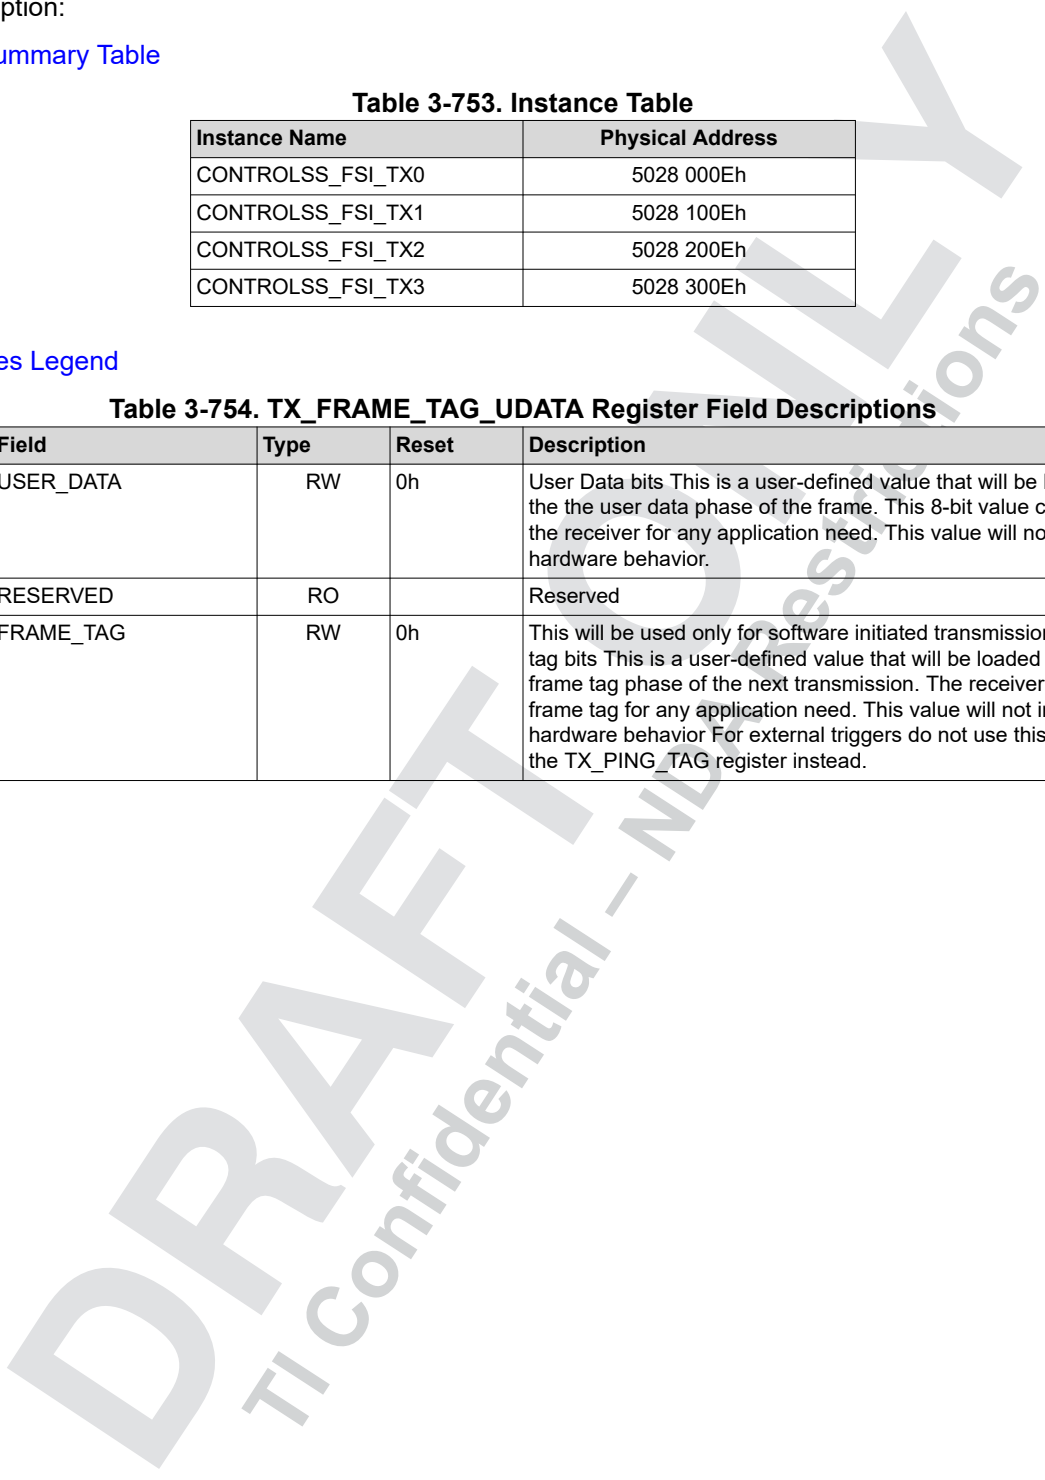 ption:
ummary Table
Table 3-753. Instance Table
Instance Name Physical Address
CONTROLSS_FSI_TX0 5028 000Eh
CONTROLSS_FSI_TX1 5028 100Eh
CONTROLSS_FSI_TX2 5028 200Eh
CONTROLSS_FSI_TX3 5028 300Eh
es Legend
Table 3-754. TX_FRAME_TAG_UDATA Register Field Descriptions
Field Type Reset Description
USER_DATA RW 0h User Data bits This is a user-defined value that will be
the the user data phase of the frame. This 8-bit value c
the receiver for any application need. This value will no
hardware behavior.
RESERVED RO Reserved
FRAME_TAG RW 0h This will be used only for software initiated transmission
tag bits This is a user-defined value that will be loaded
frame tag phase of the next transmission. The receiver
frame tag for any application need. This value will not i
hardware behavior For external triggers do not use this
the TX_PING_TAG register instead.
DRAFT ONLY
TI Confidential – NDA Restrictions